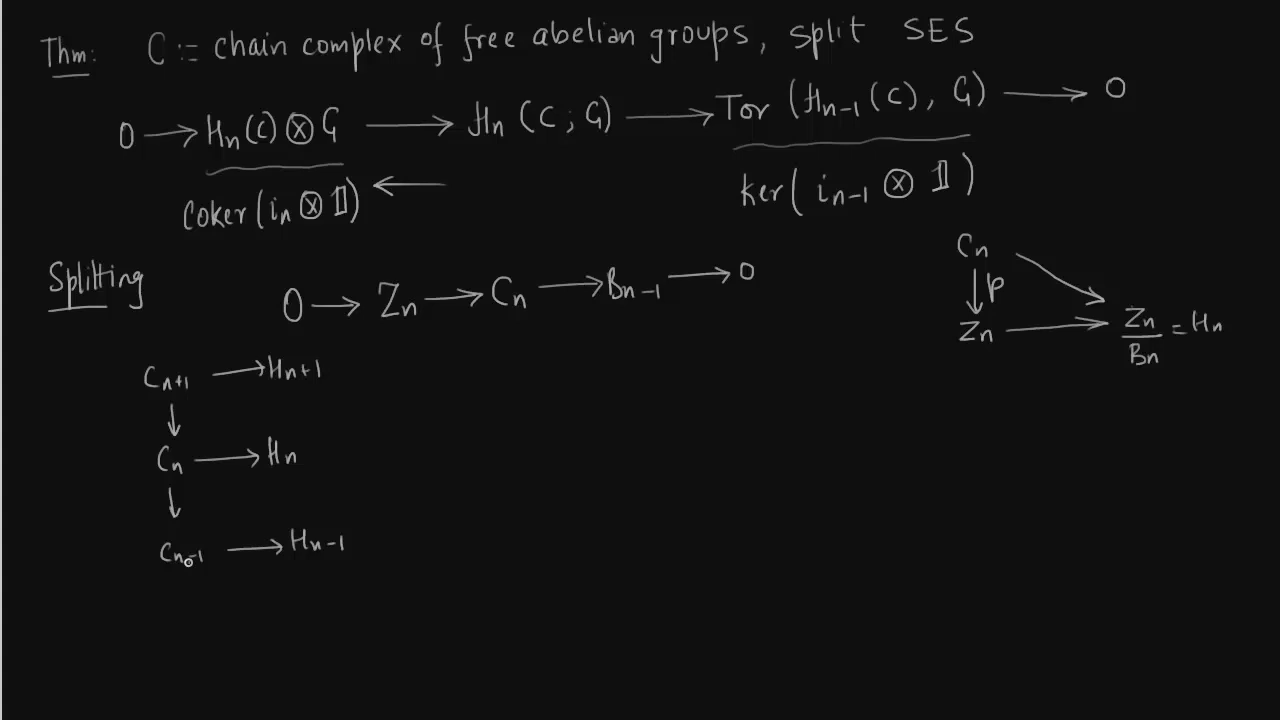 Thm: C := chain complex of free abelian groups, split SES
0 → Hn(C) ⊗ G → Hn (C ; G) → Tor (Hn-1 (C), G) → 0
Coker (in ⊗ 𝟙) ← ker ( in-1 ⊗ 𝟙 )
Splitting 0 → Zn → Cn → Bn-1 → 0
Cn
↓ p
Zn → Zn/Bn = Hn
Cn+1 → Hn+1
↓
Cn → Hn
↓
Cn-1 → Hn-1